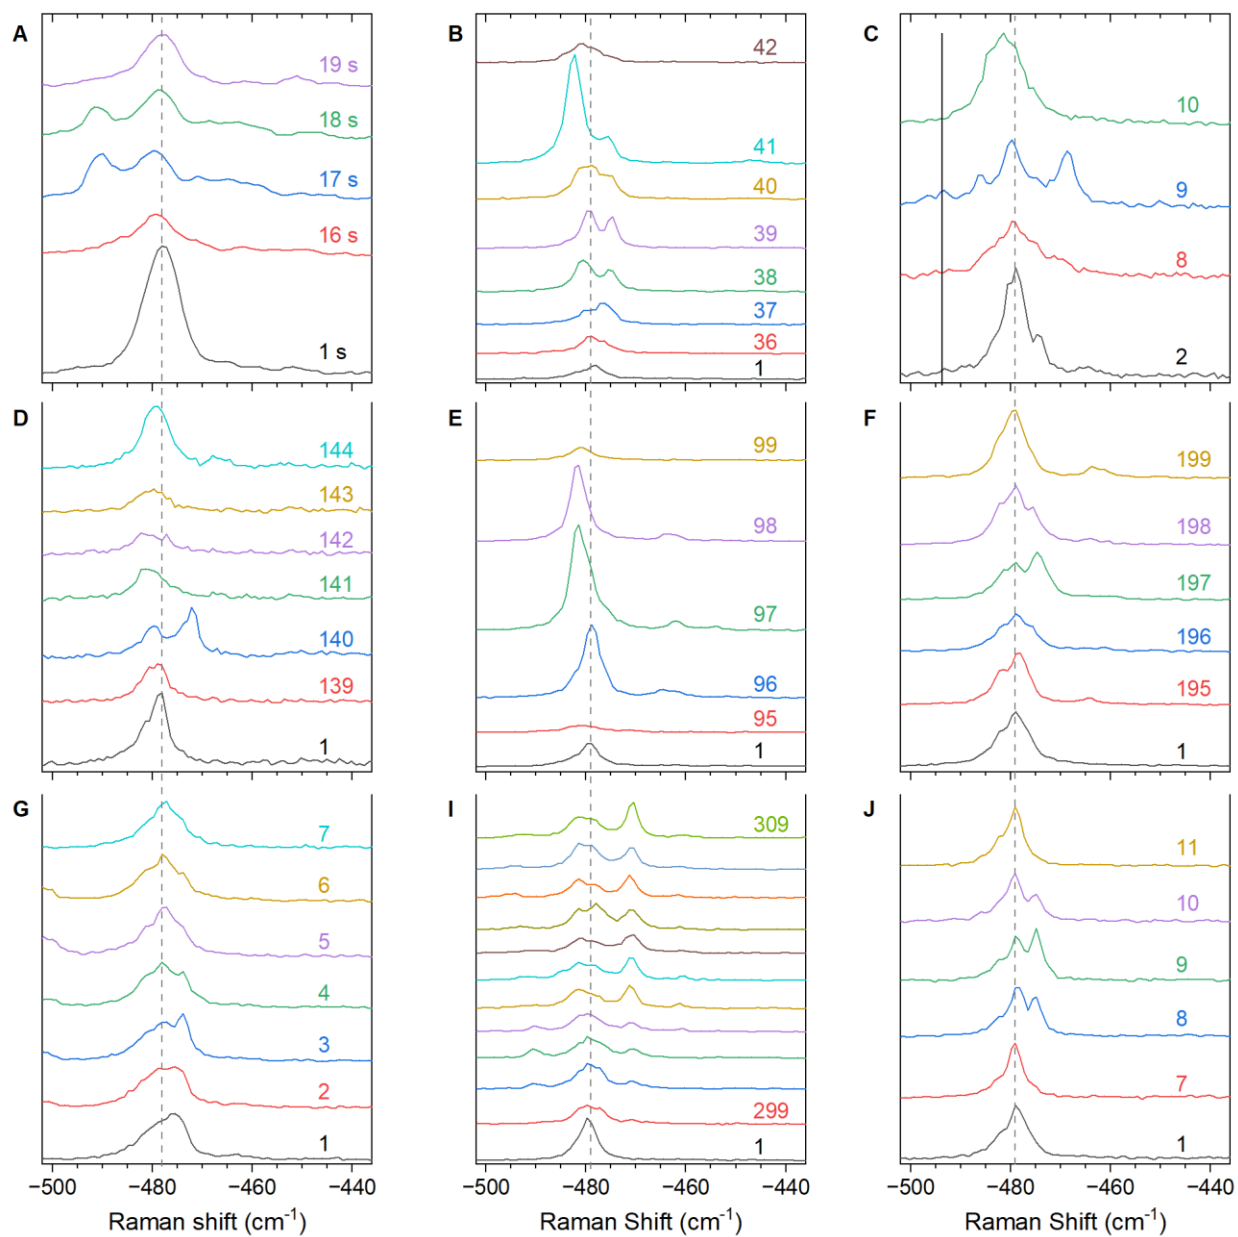 A
19 s
18 s
17 s
16 s
1 s
B
42
41
40
39
38
37
36
1
C
10
9
8
2
D
144
143
142
141
140
139
1
E
99
98
97
96
95
1
F
199
198
197
196
195
1
G
7
6
5
4
3
2
1
I
309
299
1
J
11
10
9
8
7
1
−500 −480 −460 −440
−500 −480 −460 −440
−500 −480 −460 −440
Raman shift (cm⁻¹)
Raman Shift (cm⁻¹)
Raman Shift (cm⁻¹)